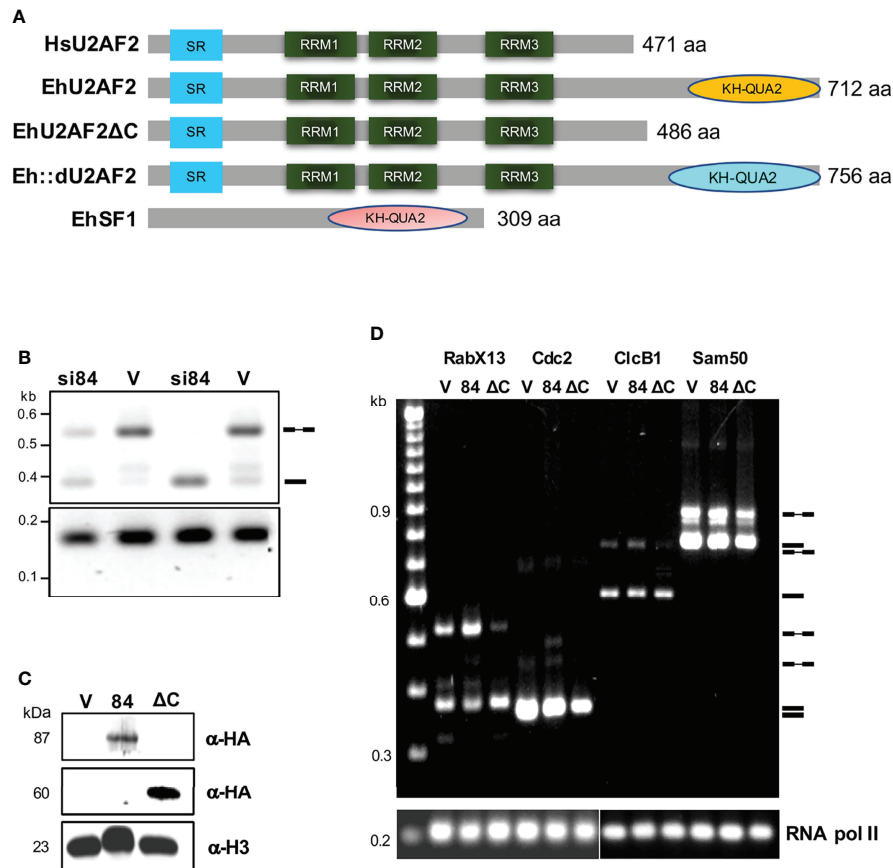 A
HsU2AF2 SR RRM1 RRM2 RRM3 471 aa
EhU2AF2 SR RRM1 RRM2 RRM3 KH-QUA2 712 aa
EhU2AF2ΔC SR RRM1 RRM2 RRM3 486 aa
Eh::dU2AF2 SR RRM1 RRM2 RRM3 KH-QUA2 756 aa
EhSF1 KH-QUA2 309 aa
B
si84 V si84 V
kb
0.6
0.5
0.4
0.2
0.1
C
V 84 ΔC
kDa
87 α-HA
60 α-HA
23 α-H3
D
RabX13 Cdc2 ClcB1 Sam50
V 84 ΔC V 84 ΔC V 84 ΔC V 84 ΔC
kb
0.9
0.6
0.3
0.2 RNA pol II